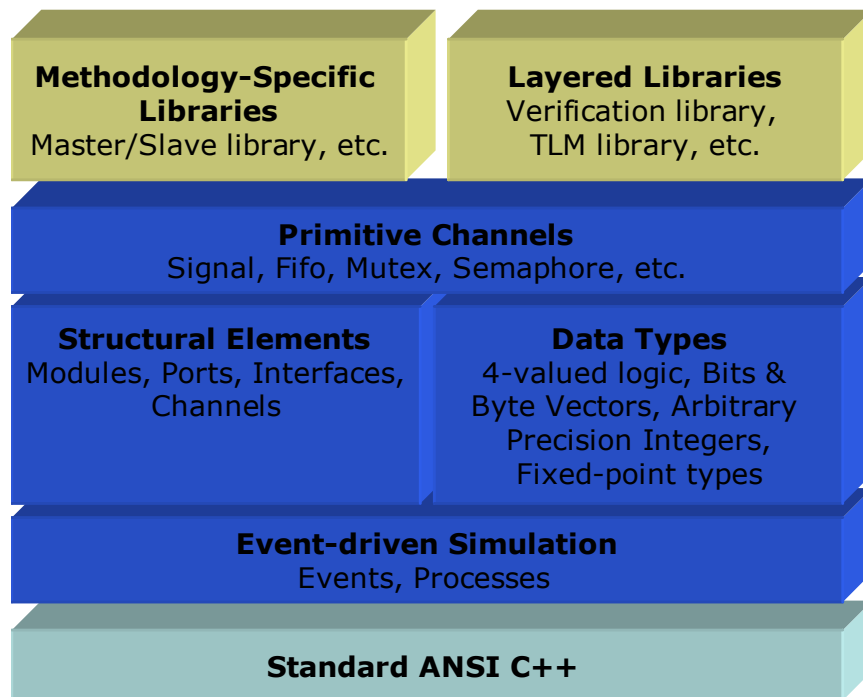 Methodology-Specific
Libraries
Master/Slave library, etc.
Layered Libraries
Verification library,
TLM library, etc.
Primitive Channels
Signal, Fifo, Mutex, Semaphore, etc.
Structural Elements
Modules, Ports, Interfaces,
Channels
Data Types
4-valued logic, Bits &
Byte Vectors, Arbitrary
Precision Integers,
Fixed-point types
Event-driven Simulation
Events, Processes
Standard ANSI C++